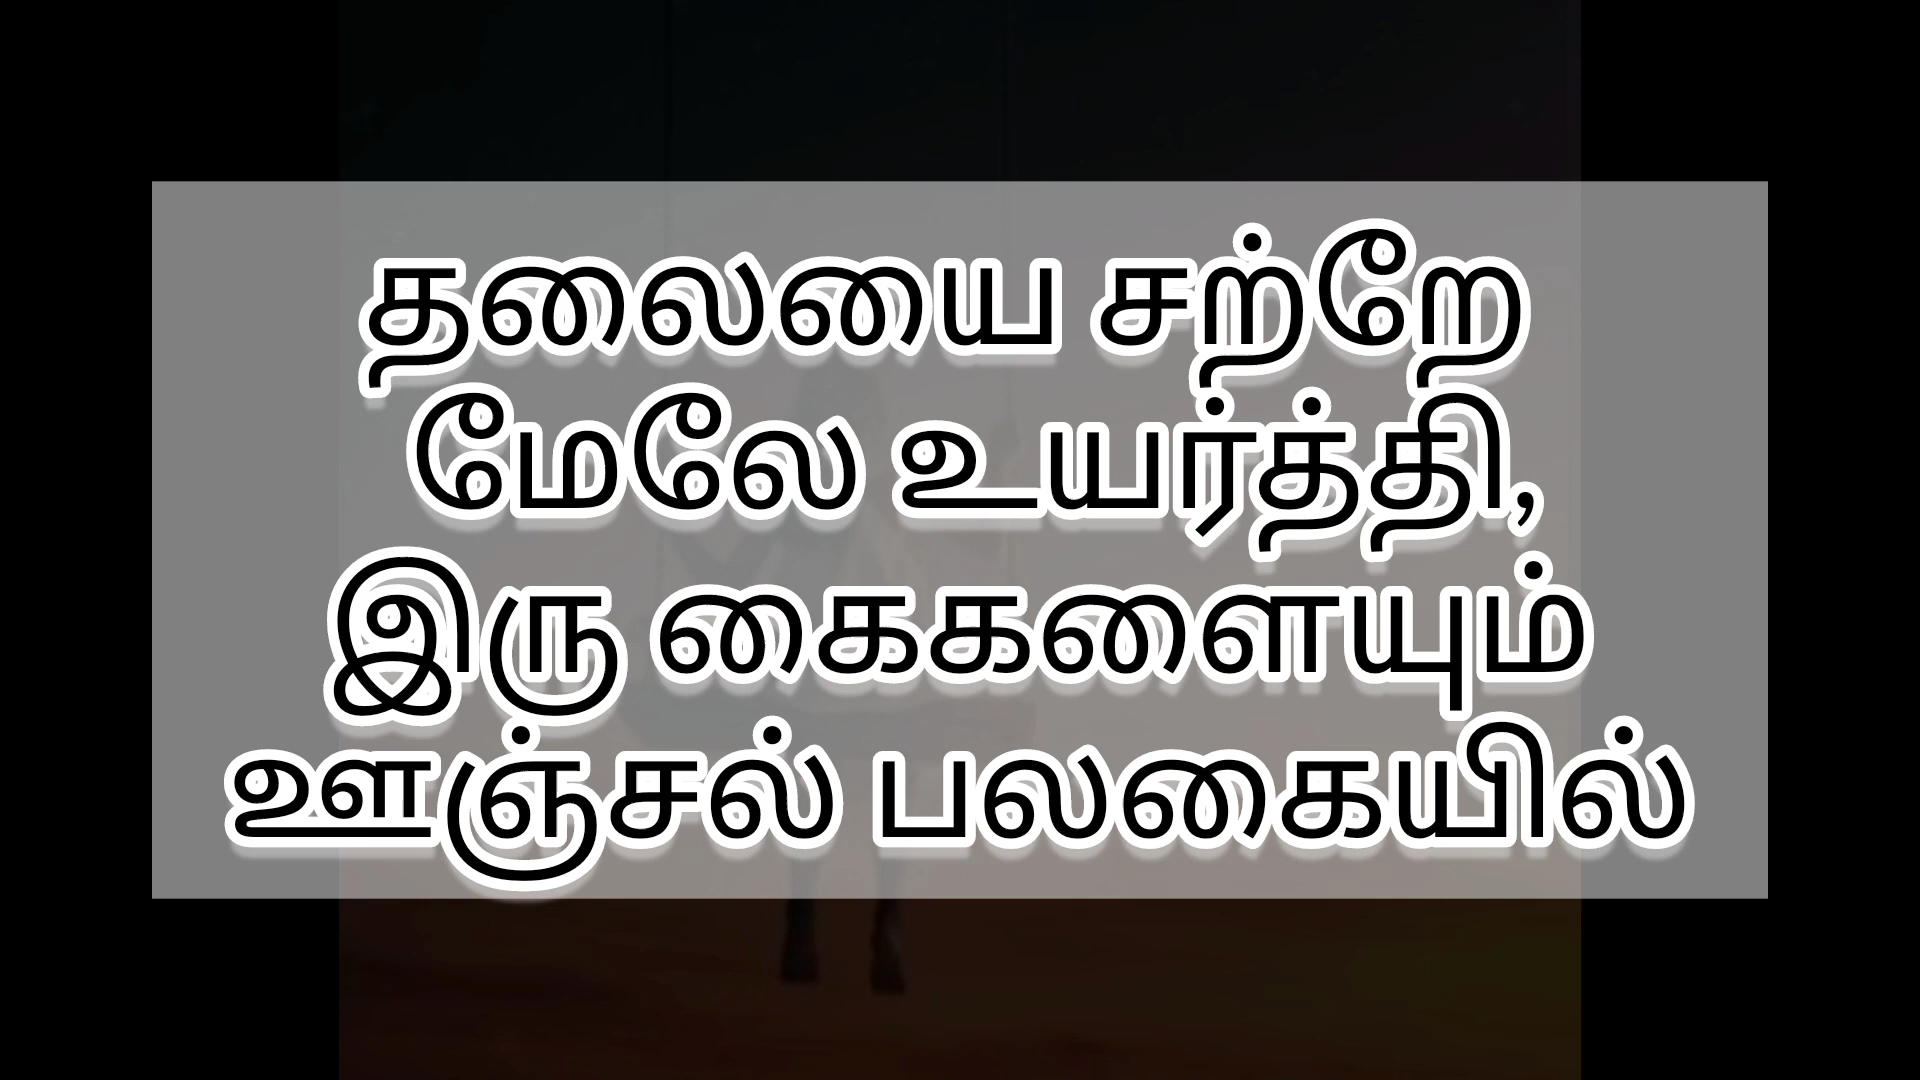 தலையை சற்றே
மேலே உயர்த்தி,
இரு கைகளையும்
ஊஞ்சல் பலகையில்